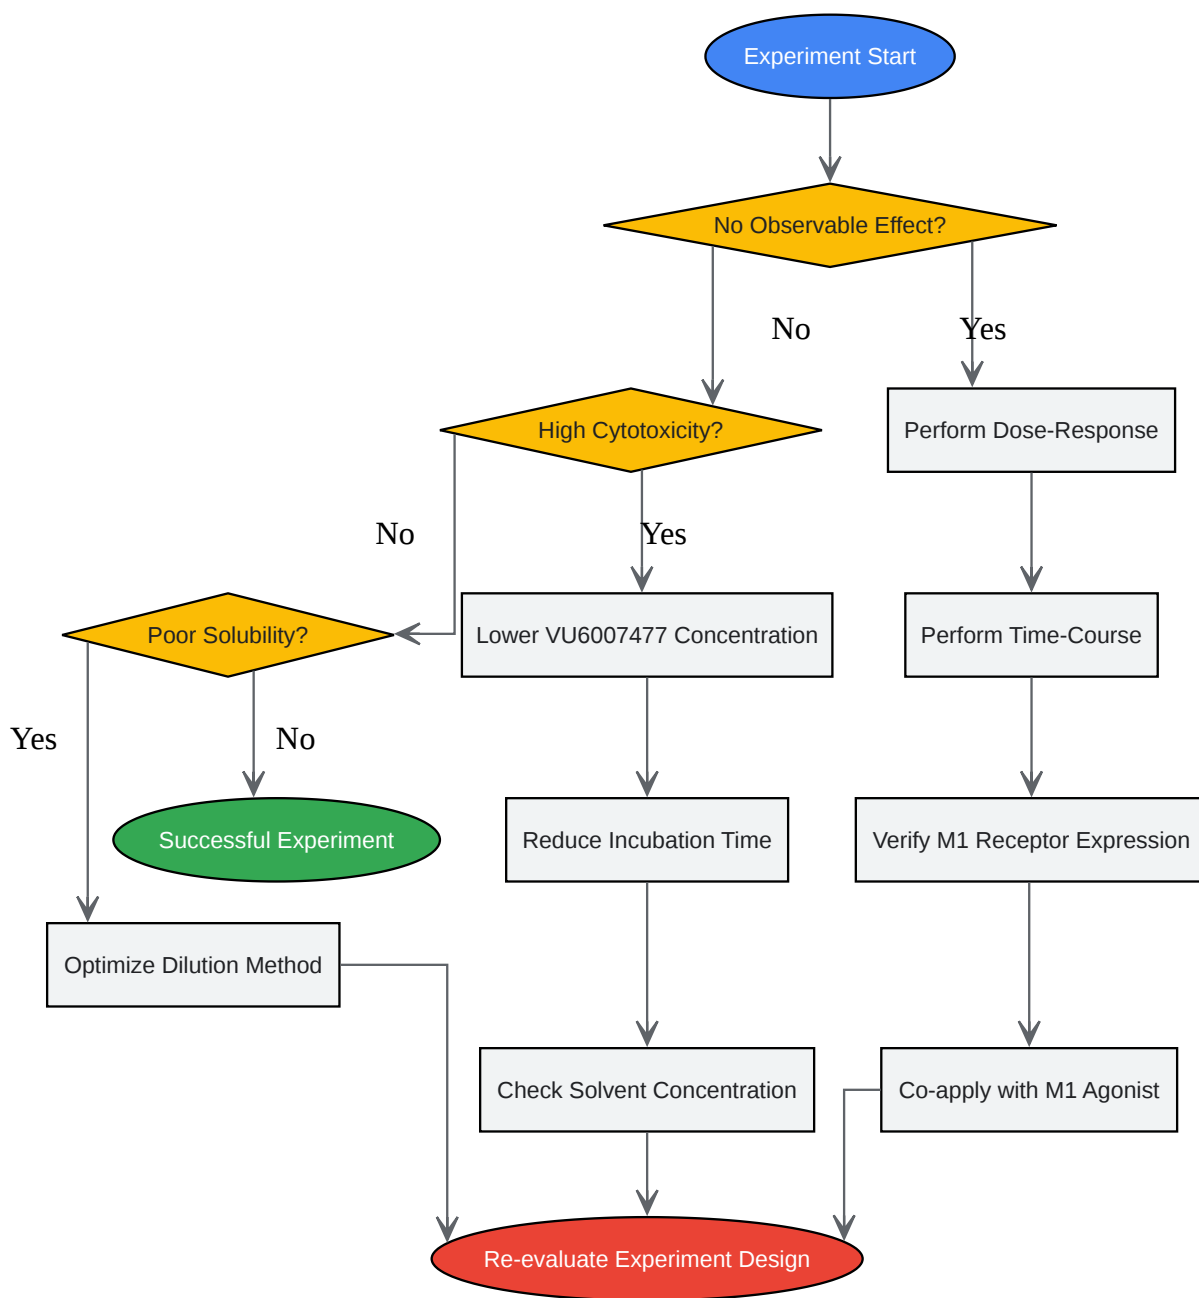 Experiment Start
No Observable Effect?
No
Yes
High Cytotoxicity?
Perform Dose-Response
No
Yes
Poor Solubility?
Lower VU6007477 Concentration
Perform Time-Course
Yes
No
Successful Experiment
Reduce Incubation Time
Verify M1 Receptor Expression
Optimize Dilution Method
Check Solvent Concentration
Co-apply with M1 Agonist
Re-evaluate Experiment Design